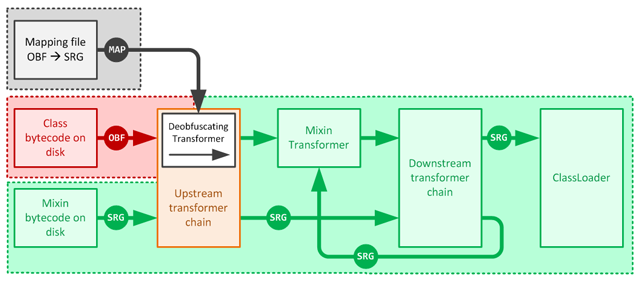 Mapping file
OBF → SRG
MAP
Class
bytecode on
disk
OBF
Deobfuscating
Transformer
Mixin
Transformer
SRG
ClassLoader
Downstream
transformer
chain
Upstream
transformer
chain
Mixin
bytecode on
disk
SRG
SRG
SRG